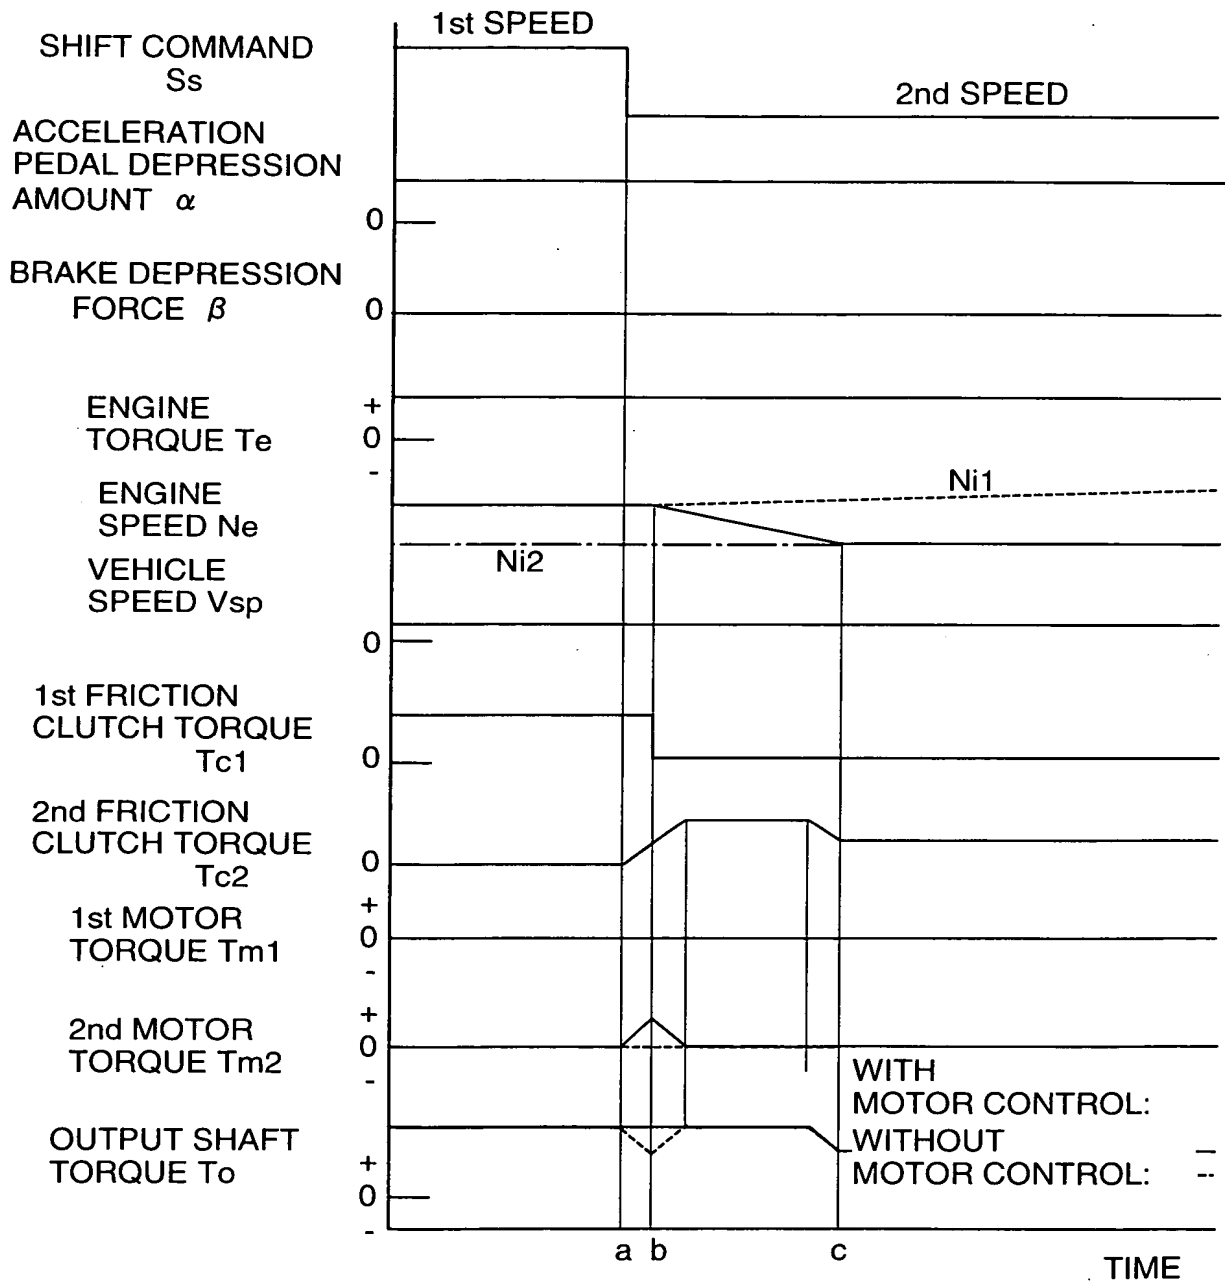 1st SPEED
SHIFT COMMAND
Ss
2nd SPEED
ACCELERATION
PEDAL DEPRESSION
AMOUNT α
0
BRAKE DEPRESSION
FORCE β
0
ENGINE
TORQUE Te
+
0
-
ENGINE
SPEED Ne
Ni1
Ni2
VEHICLE
SPEED Vsp
0
1st FRICTION
CLUTCH TORQUE
Tc1
0
2nd FRICTION
CLUTCH TORQUE
Tc2
0
1st MOTOR
TORQUE Tm1
+
0
-
2nd MOTOR
TORQUE Tm2
+
0
-
WITH
MOTOR CONTROL:
OUTPUT SHAFT
TORQUE To
+
0
-
WITHOUT
MOTOR CONTROL:
a b c
TIME